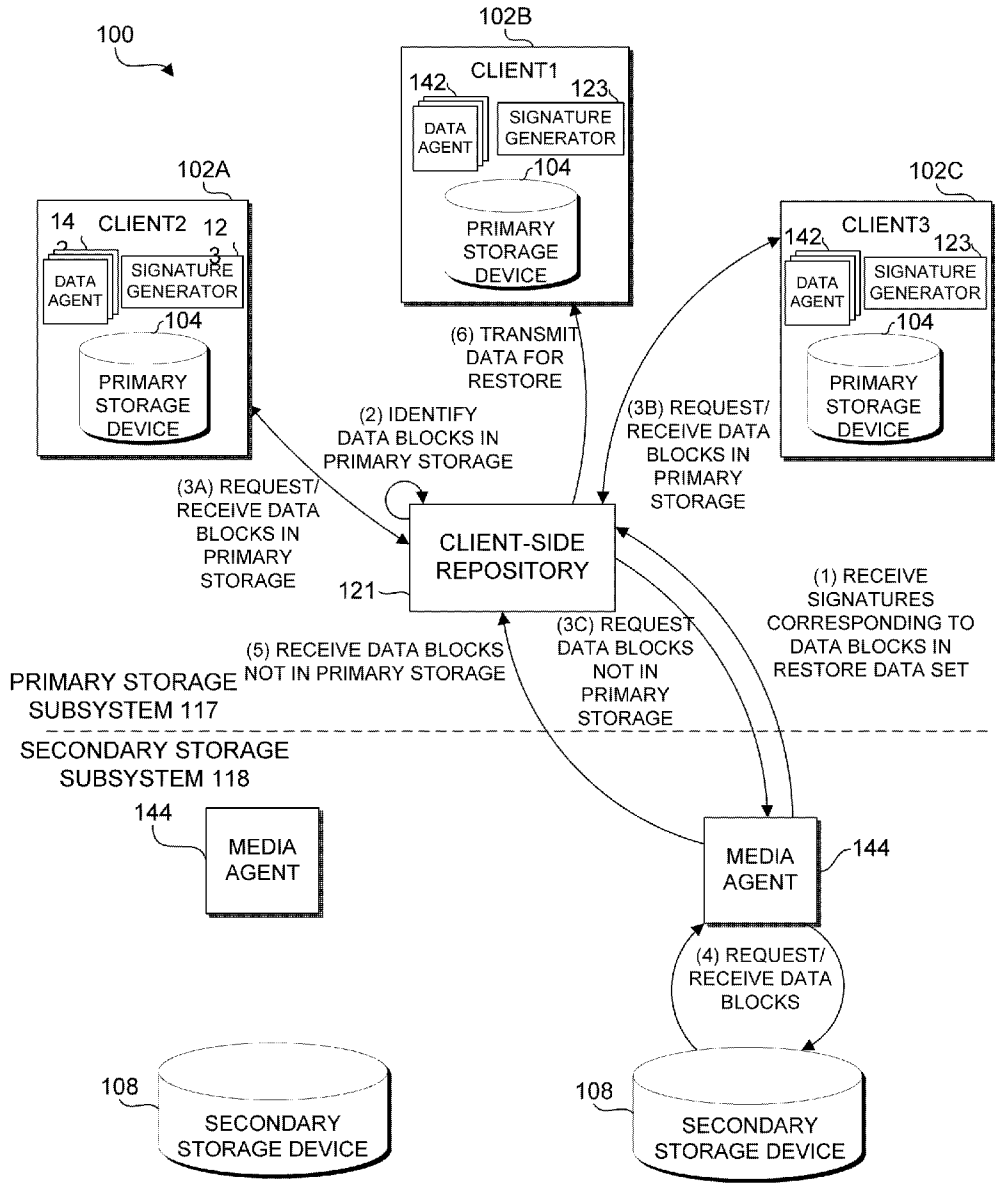 100
102B
CLIENT1
142
123
DATA
AGENT
SIGNATURE
GENERATOR
104
PRIMARY
STORAGE
DEVICE
102A
CLIENT2
14
2
12
3
DATA
AGENT
SIGNATURE
GENERATOR
104
PRIMARY
STORAGE
DEVICE
102C
CLIENT3
142
123
DATA
AGENT
SIGNATURE
GENERATOR
104
PRIMARY
STORAGE
DEVICE
(6) TRANSMIT
DATA FOR
RESTORE
(2) IDENTIFY
DATA BLOCKS IN
PRIMARY STORAGE
(3B) REQUEST/
RECEIVE DATA
BLOCKS IN
PRIMARY
STORAGE
(3A) REQUEST/
RECEIVE DATA
BLOCKS IN
PRIMARY
STORAGE
CLIENT-SIDE
REPOSITORY
121
(1) RECEIVE
SIGNATURES
CORRESPONDING TO
DATA BLOCKS IN
RESTORE DATA SET
(5) RECEIVE DATA BLOCKS
NOT IN PRIMARY STORAGE
(3C) REQUEST
DATA BLOCKS
NOT IN
PRIMARY
STORAGE
PRIMARY STORAGE
SUBSYSTEM 117
SECONDARY STORAGE
SUBSYSTEM 118
144
MEDIA
AGENT
MEDIA
AGENT
144
(4) REQUEST/
RECEIVE DATA
BLOCKS
108
SECONDARY
STORAGE DEVICE
108
SECONDARY
STORAGE DEVICE